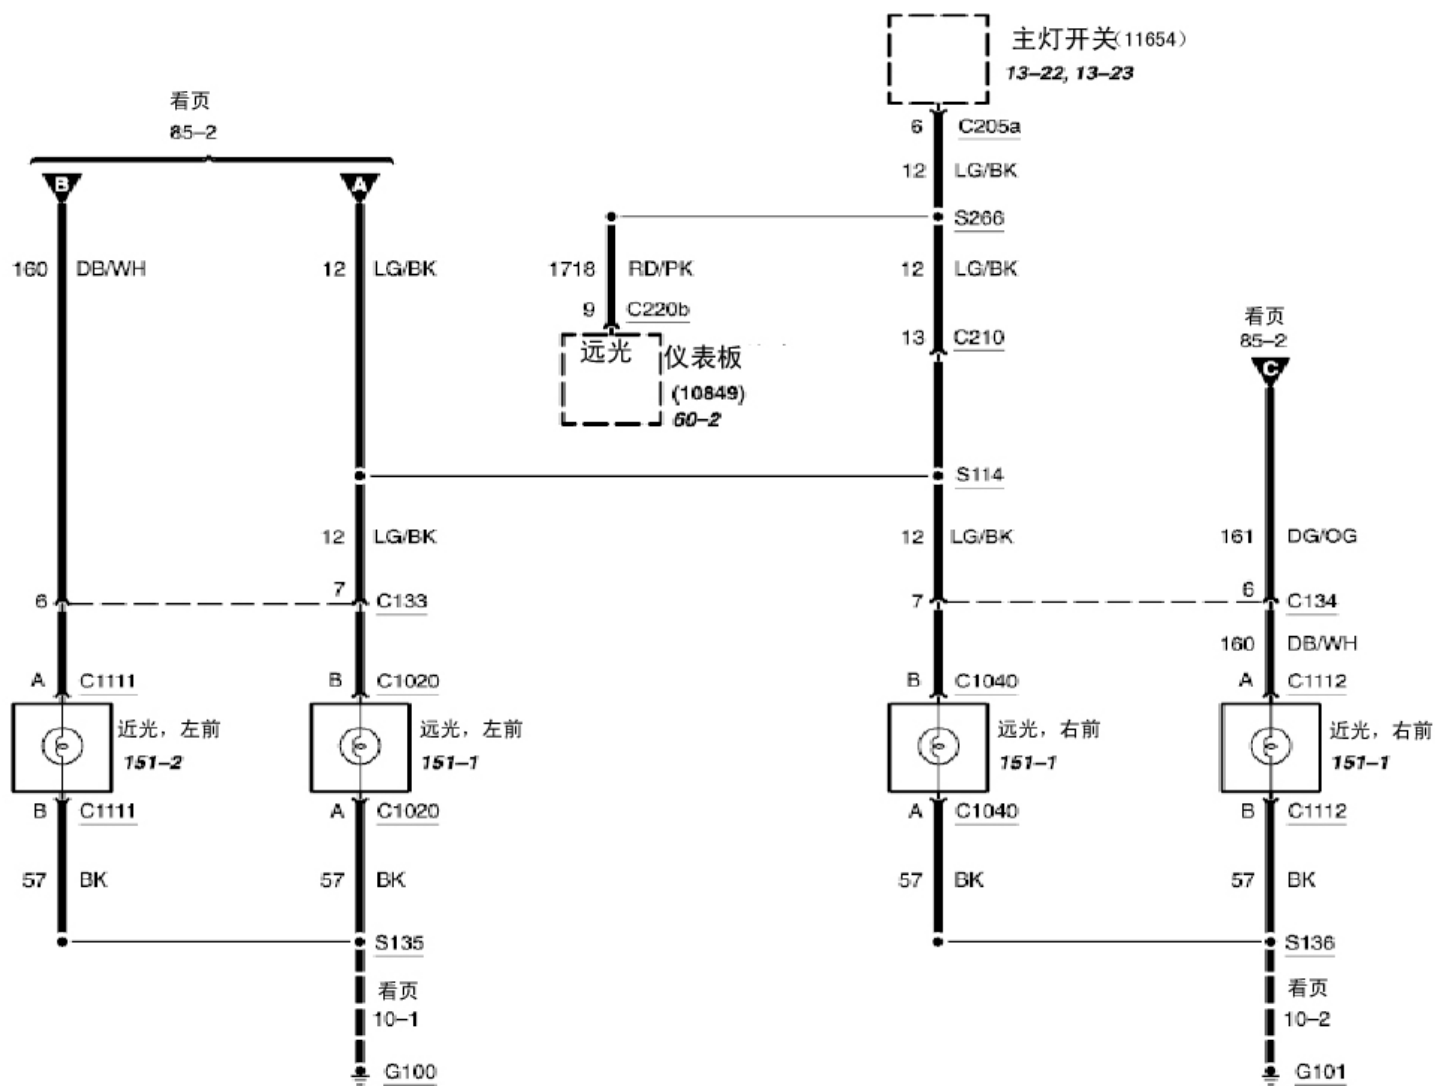 主灯开关(11654)
13-22, 13-23
看页
85-2
6 C205a
12 LG/BK
B
A
S266
160 DB/WH
12 LG/BK
1718 RD/PK
12 LG/BK
9 C220b
看页
85-2
13 C210
远光
仪表板
(10849)
60-2
C
S114
12 LG/BK
12 LG/BK
161 DG/OG
6
7 C133
7
6 C134
160 DB/WH
A C1111
B C1020
B C1040
A C1112
近光，左前
151-2
远光，左前
151-1
远光，右前
151-1
近光，右前
151-1
B C1111
A C1020
A C1040
B C1112
57 BK
57 BK
57 BK
57 BK
S135
S136
看页
10-1
看页
10-2
G100
G101